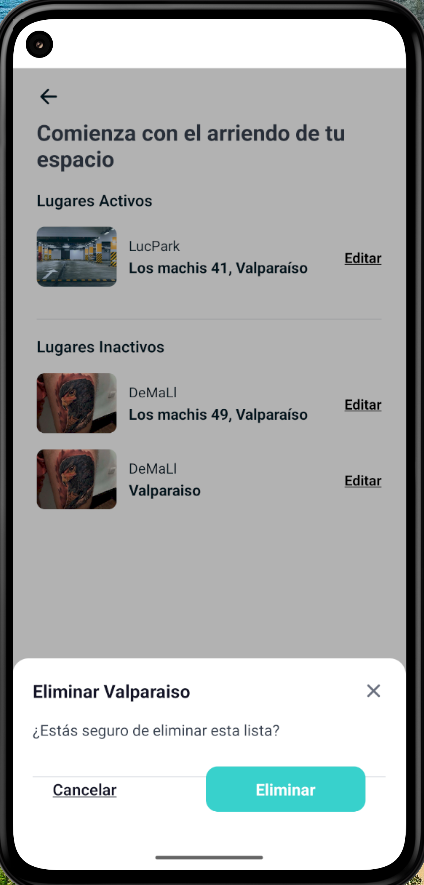 Comienza con el arriendo de tu
espacio
Lugares Activos
LucPark
Los machis 41, Valparaíso
Editar
Lugares Inactivos
DeMaLl
Los machis 49, Valparaíso
Editar
DeMaLl
Valparaiso
Editar
Eliminar Valparaiso
¿Estás seguro de eliminar esta lista?
Cancelar
Eliminar